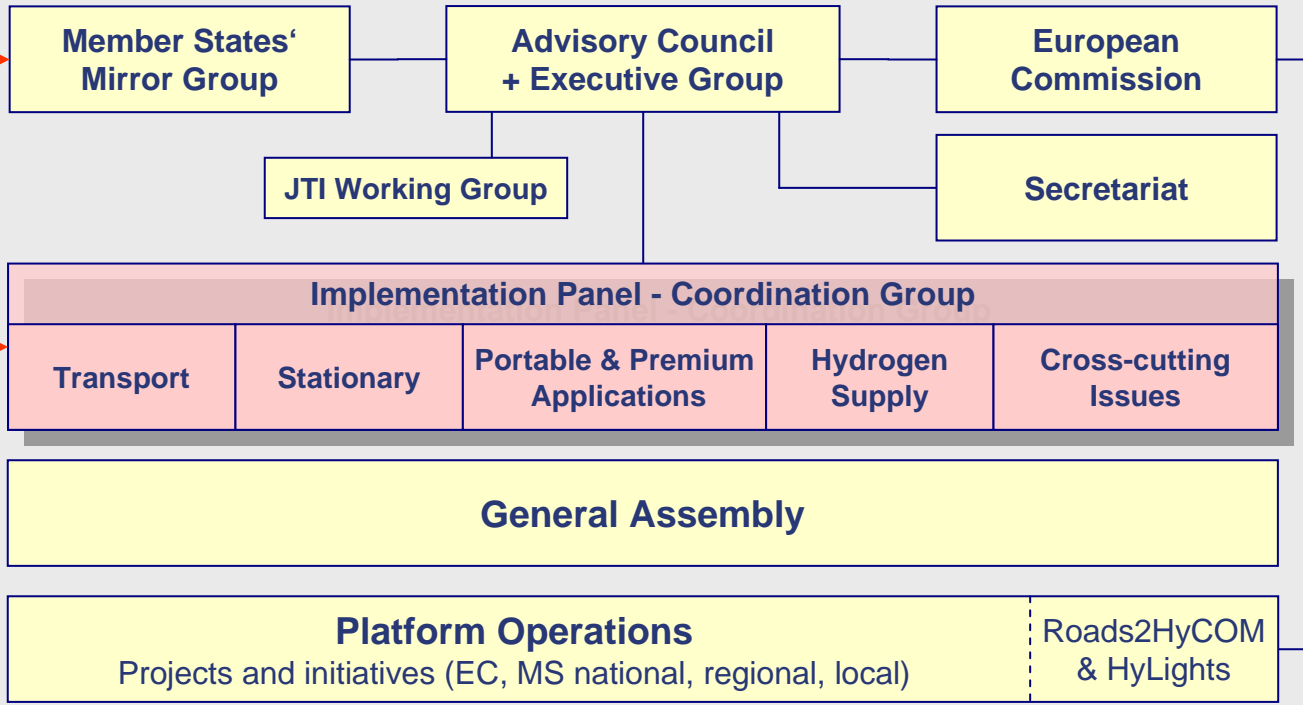 Member States‘
Mirror Group
Advisory Council
+ Executive Group
European
Commission
JTI Working Group
Secretariat
Implementation Panel - Coordination Group
Transport
Stationary
Portable & Premium
Applications
Hydrogen
Supply
Cross-cutting
Issues
General Assembly
Platform Operations
Projects and initiatives (EC, MS national, regional, local)
Roads2HyCOM
& HyLights